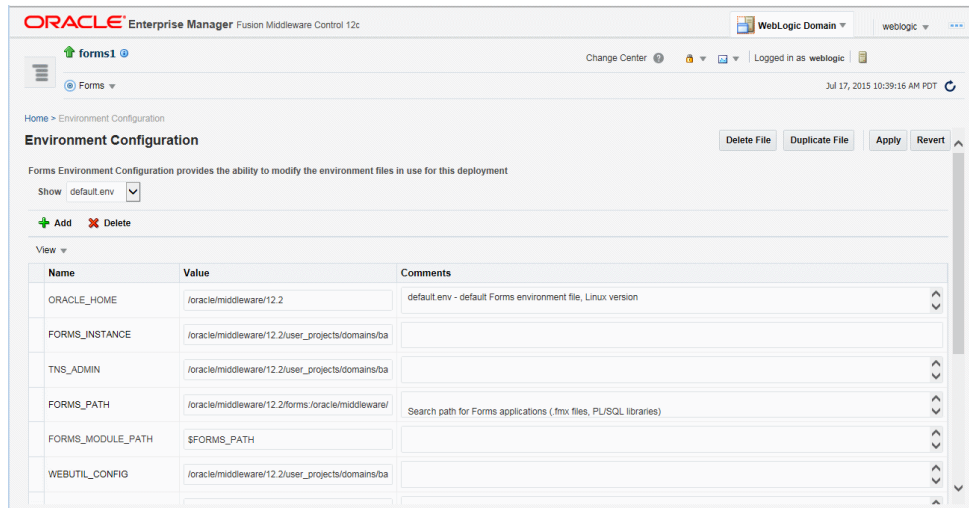 ORACLE Enterprise Manager Fusion Middleware Control 12c
WebLogic Domain
weblogic
forms1
Change Center
Logged in as weblogic
Forms
Jul 17, 2015 10:39:16 AM PDT
Home > Environment Configuration
Environment Configuration
Delete File Duplicate File Apply Revert
Forms Environment Configuration provides the ability to modify the environment files in use for this deployment
Show default.env
Add Delete
View
Name Value Comments
ORACLE_HOME /oracle/middleware/12.2 default.env - default Forms environment file, Linux version
FORMS_INSTANCE /oracle/middleware/12.2/user_projects/domains/ba
TNS_ADMIN /oracle/middleware/12.2/user_projects/domains/ba
FORMS_PATH /oracle/middleware/12.2/forms:/oracle/middleware/ Search path for Forms applications (.fmx files, PL/SQL libraries)
FORMS_MODULE_PATH $FORMS_PATH
WEBUTIL_CONFIG /oracle/middleware/12.2/user_projects/domains/ba